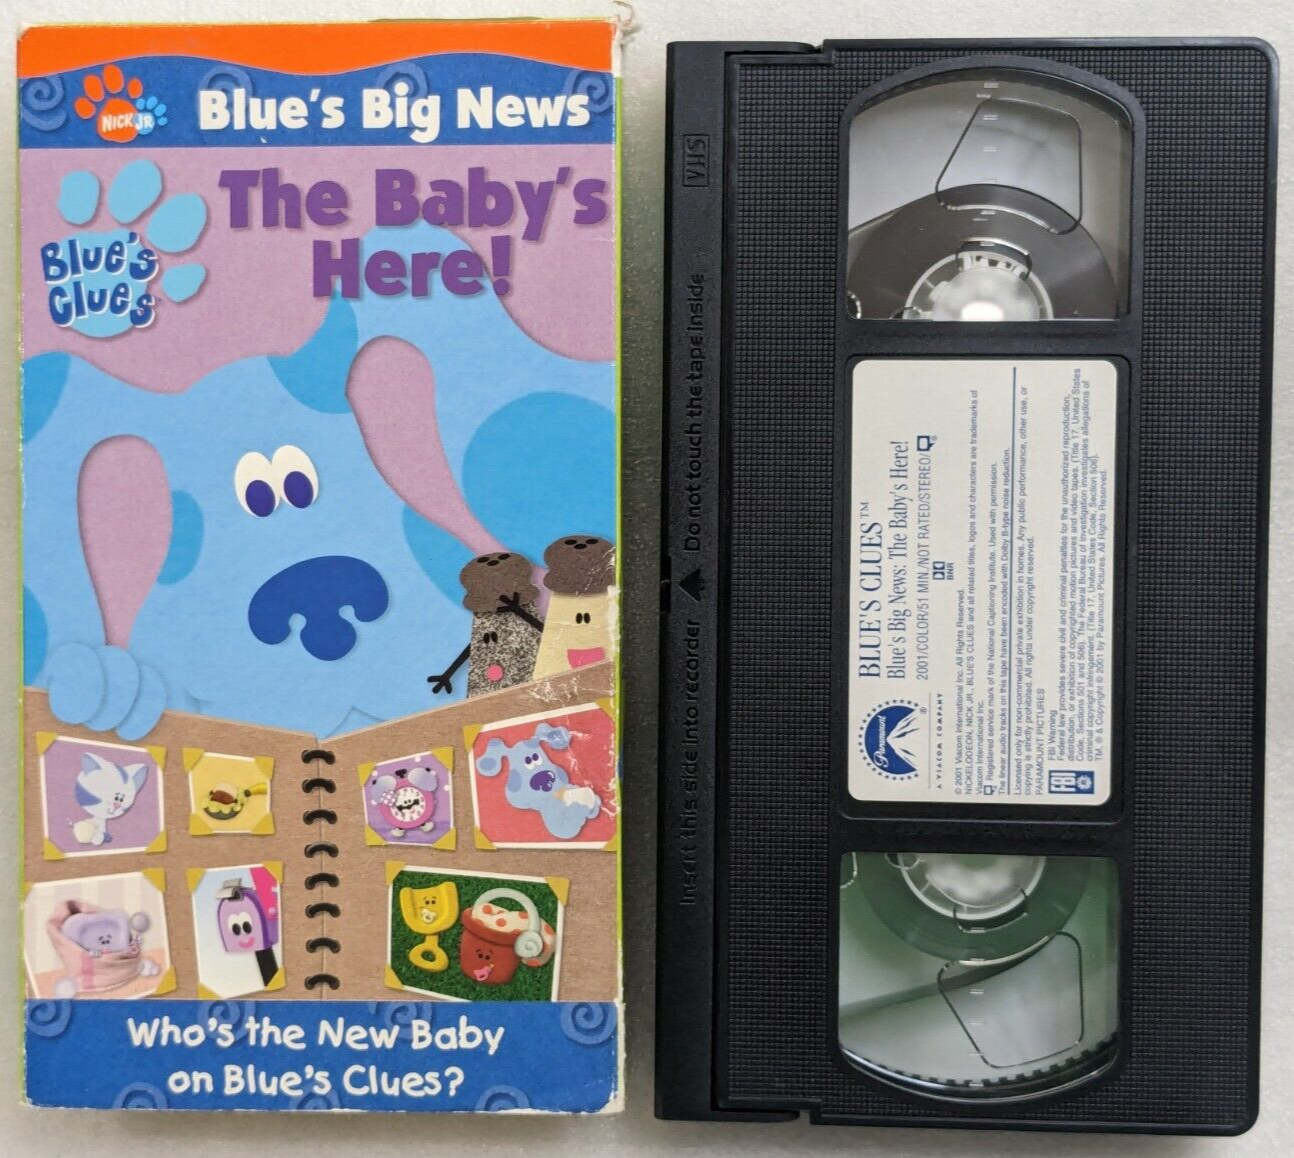 NICK JR.
Blue's Big News
Blue's Clues
The Baby's
Here!
Who's the New Baby
on Blue's Clues?
VHS
Insert this side into recorder Do not touch the tape inside
Paramount
A VIACOM COMPANY
BLUE'S CLUES™
Blue's Big News: The Baby's Here!
2001/COLOR/51 MIN./NOT RATED/STEREO/
BNR
© 2001 Viacom International Inc. All Rights Reserved.
NICKELODEON, NICK JR., BLUE'S CLUES and all related titles, logos and characters are trademarks of
Viacom International Inc.
Registered service mark of the National Captioning Institute. Used with permission.
The linear audio tracks on this tape have been encoded with Dolby B-type noise reduction.
Licensed only for non-commercial private exhibition in homes. Any public performance, other use, or
copying is strictly prohibited. All rights under copyright reserved.
PARAMOUNT PICTURES
FBI
FBI Warning
Federal law provides severe civil and criminal penalties for the unauthorized reproduction,
distribution, or exhibition of copyrighted motion pictures and video tapes. (Title 17, United States
Code, Sections 501 and 506). The Federal Bureau of Investigation investigates allegations of
criminal copyright infringement. (Title 17, United States Code, Section 506).
TM, ® & Copyright © 2001 by Paramount Pictures. All Rights Reserved.